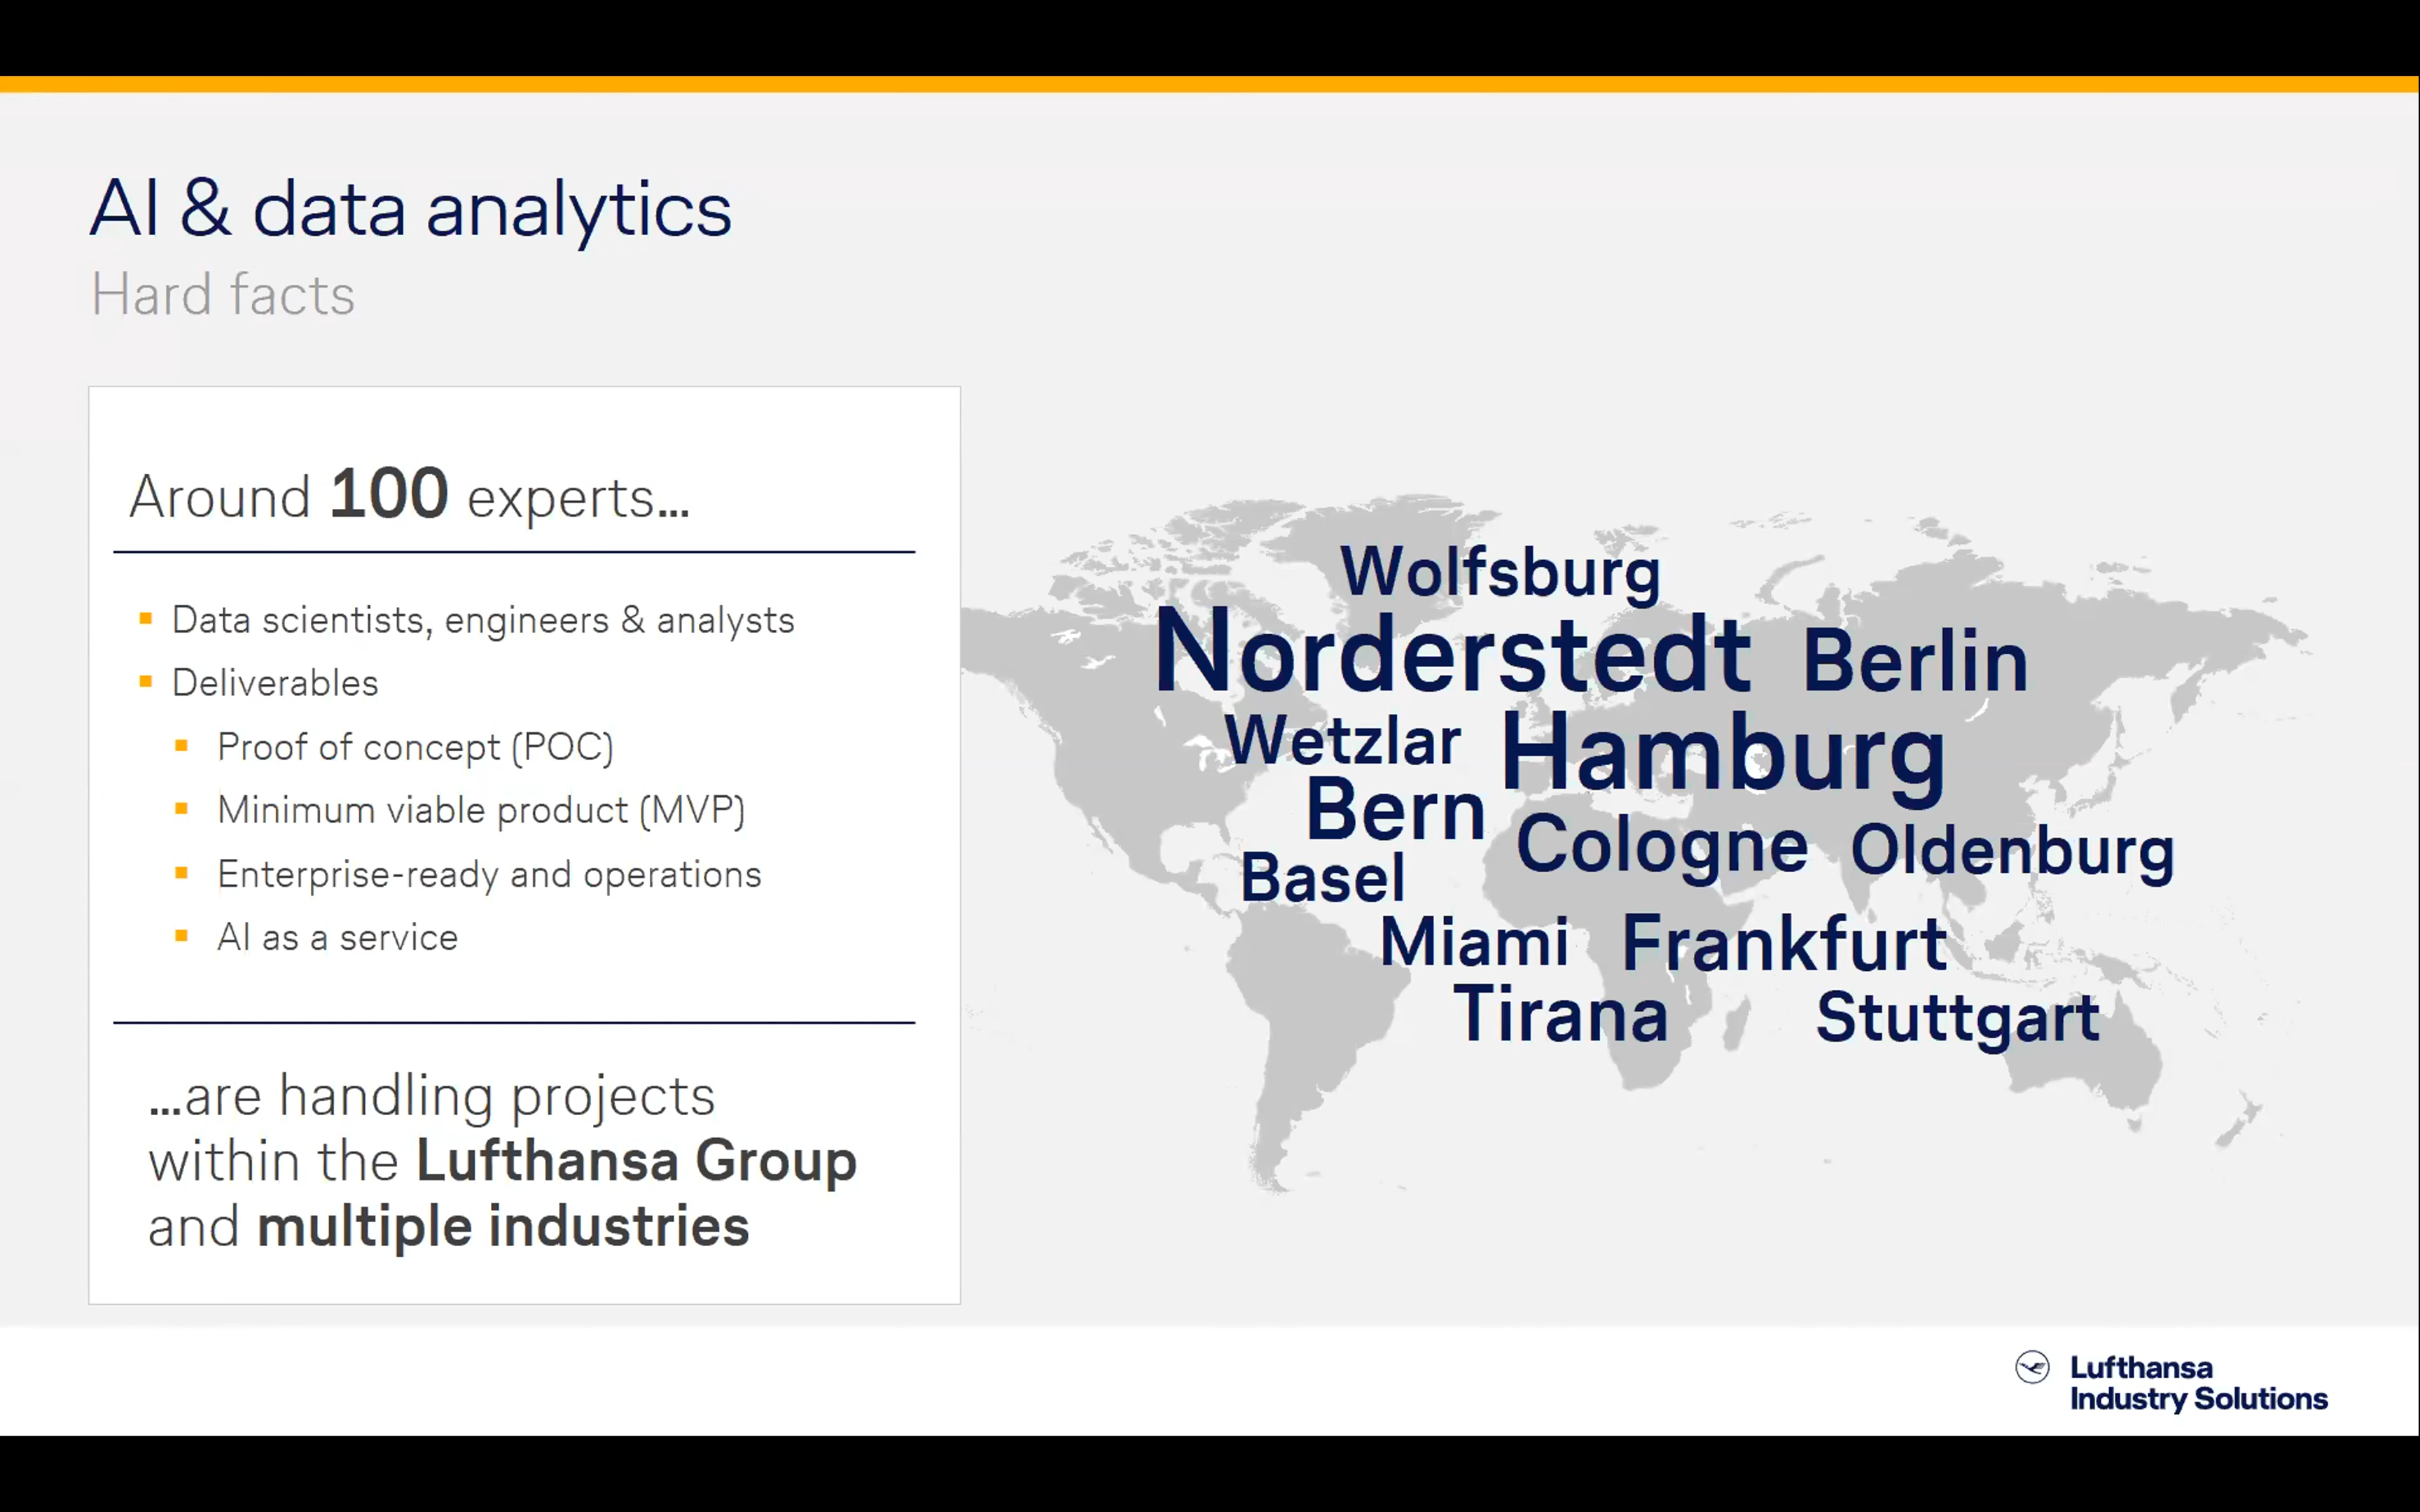 AI & data analytics
Hard facts
Around 100 experts...
Data scientists, engineers & analysts
Deliverables
Proof of concept (POC)
Minimum viable product (MVP)
Enterprise-ready and operations
AI as a service
...are handling projects
within the Lufthansa Group
and multiple industries
Wolfsburg
Norderstedt Berlin
Wetzlar Hamburg
Bern
Cologne Oldenburg
Basel
Miami Frankfurt
Tirana Stuttgart
Lufthansa
Industry Solutions